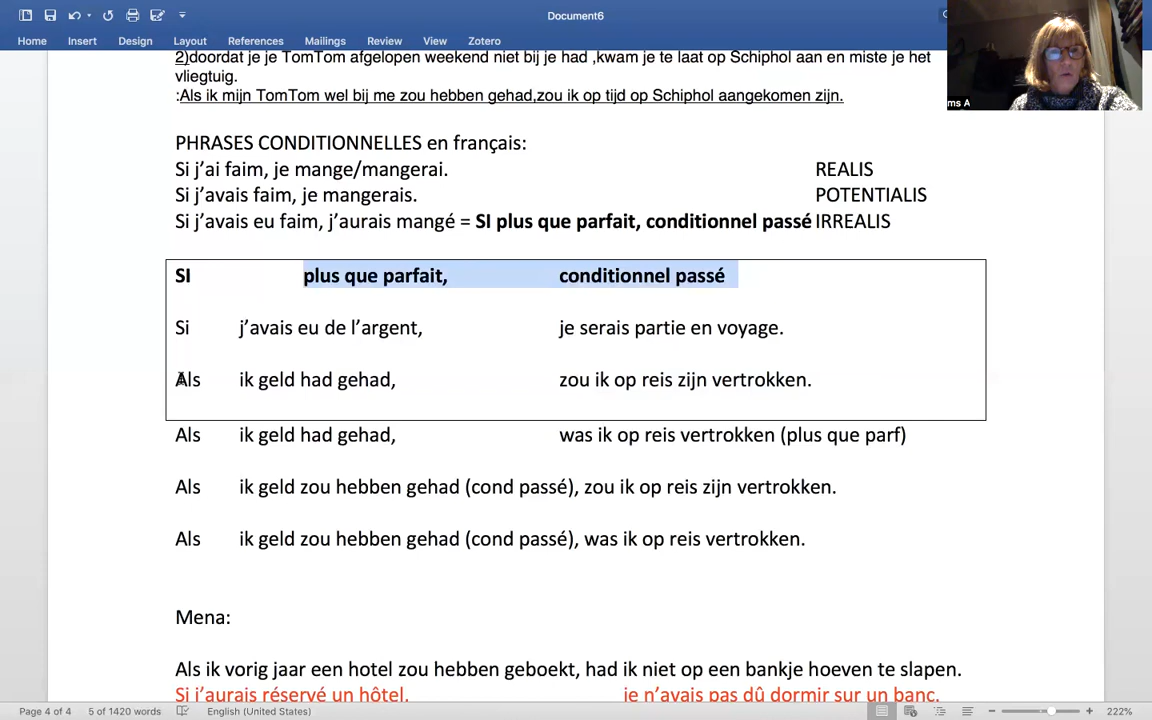 Document6
Home Insert Design Layout References Mailings Review View Zotero
2)doordat je je TomTom afgelopen weekend niet bij je had ,kwam je te laat op Schiphol aan en miste je het
vliegtuig.
:Als ik mijn TomTom wel bij me zou hebben gehad,zou ik op tijd op Schiphol aangekomen zijn.
PHRASES CONDITIONNELLES en français:
Si j’ai faim, je mange/mangerai. REALIS
Si j’avais faim, je mangerais. POTENTIALIS
Si j’avais eu faim, j’aurais mangé = SI plus que parfait, conditionnel passé IRREALIS
SI plus que parfait, conditionnel passé
Si j’avais eu de l’argent, je serais partie en voyage.
Als ik geld had gehad, zou ik op reis zijn vertrokken.
Als ik geld had gehad, was ik op reis vertrokken (plus que parf)
Als ik geld zou hebben gehad (cond passé), zou ik op reis zijn vertrokken.
Als ik geld zou hebben gehad (cond passé), was ik op reis vertrokken.
Mena:
Als ik vorig jaar een hotel zou hebben geboekt, had ik niet op een bankje hoeven te slapen.
Si j’aurais réservé un hôtel, je n’avais pas dû dormir sur un banc.
Page 4 of 4 5 of 1420 words English (United States) 222%
ms A